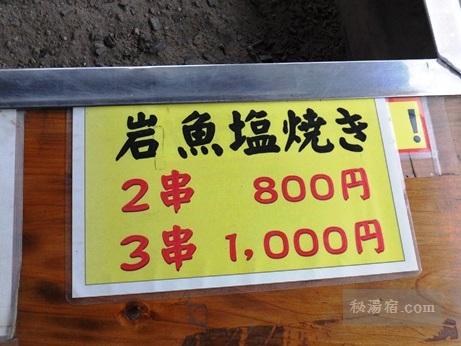 岩魚塩焼き
!
2串 800円
3串 1,000円
秘湯宿.com